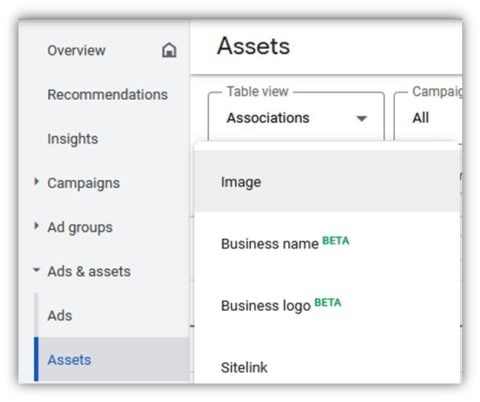 Overview
Recommendations
Insights
Campaigns
Ad groups
Ads & assets
Ads
Assets
Assets
Table view
Associations
Campaig
All
Image
Business name BETA
Business logo BETA
Sitelink